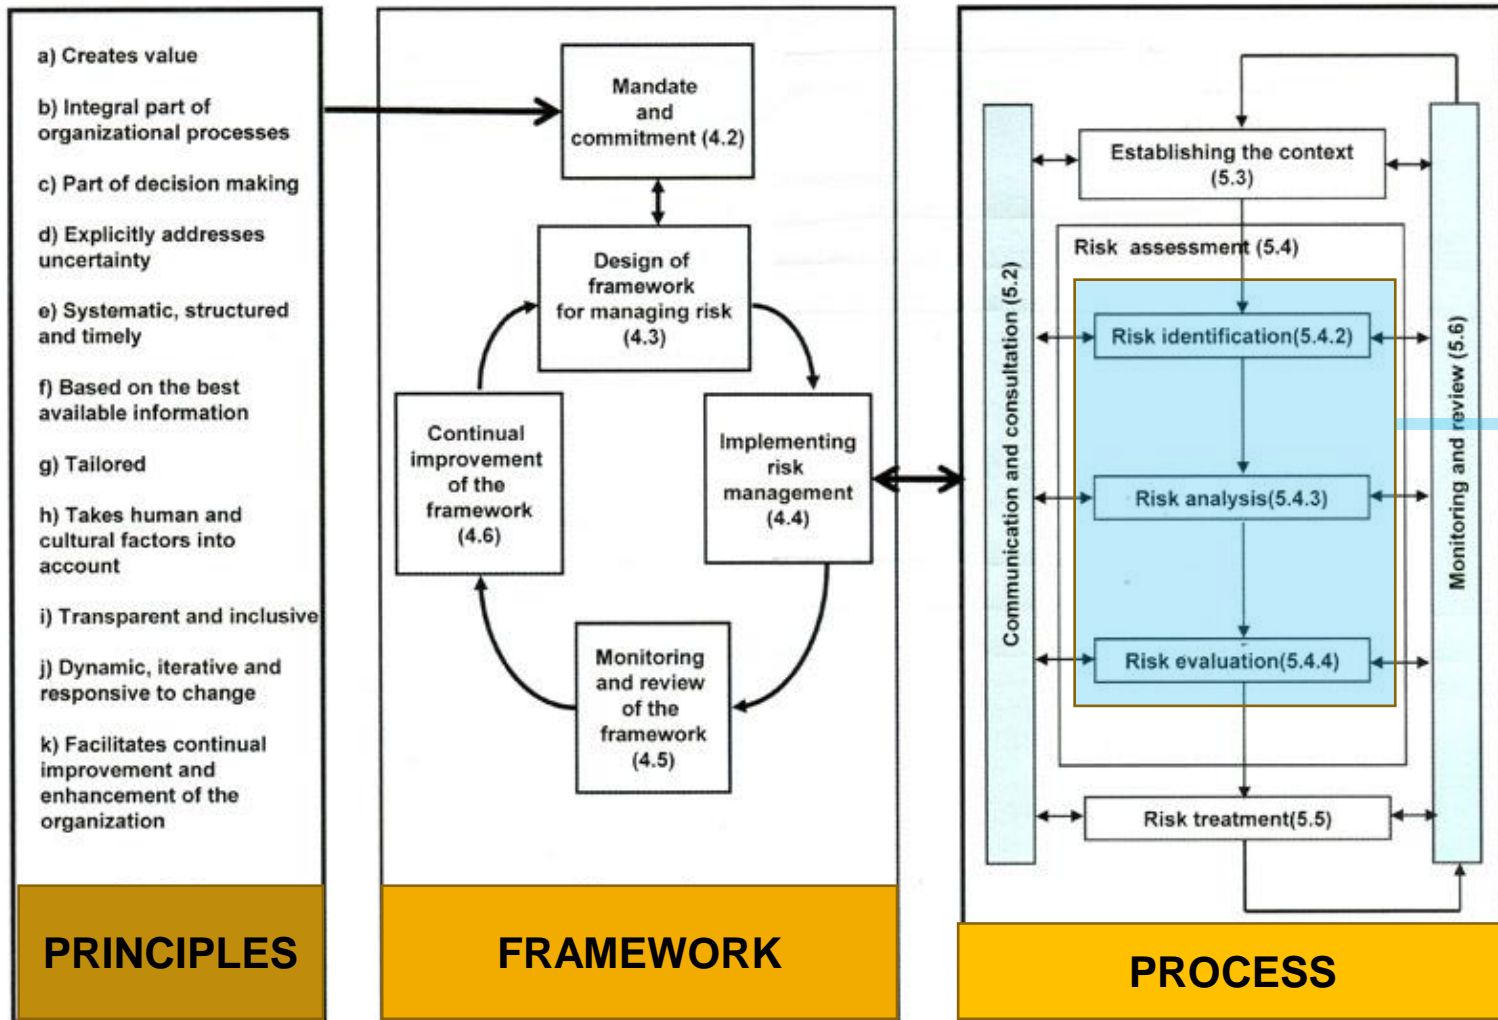 a) Creates value
b) Integral part of
organizational processes
c) Part of decision making
d) Explicitly addresses
uncertainty
e) Systematic, structured
and timely
f) Based on the best
available information
g) Tailored
h) Takes human and
cultural factors into
account
i) Transparent and inclusive
j) Dynamic, iterative and
responsive to change
k) Facilitates continual
improvement and
enhancement of the
organization
PRINCIPLES
Mandate
and
commitment (4.2)
Design of
framework
for managing risk
(4.3)
Continual
improvement
of the
framework
(4.6)
Implementing
risk
management
(4.4)
Monitoring
and review
of the
framework
(4.5)
FRAMEWORK
Communication and consultation (5.2)
Establishing the context
(5.3)
Risk assessment (5.4)
Risk identification(5.4.2)
Risk analysis(5.4.3)
Risk evaluation(5.4.4)
Risk treatment(5.5)
Monitoring and review (5.6)
PROCESS